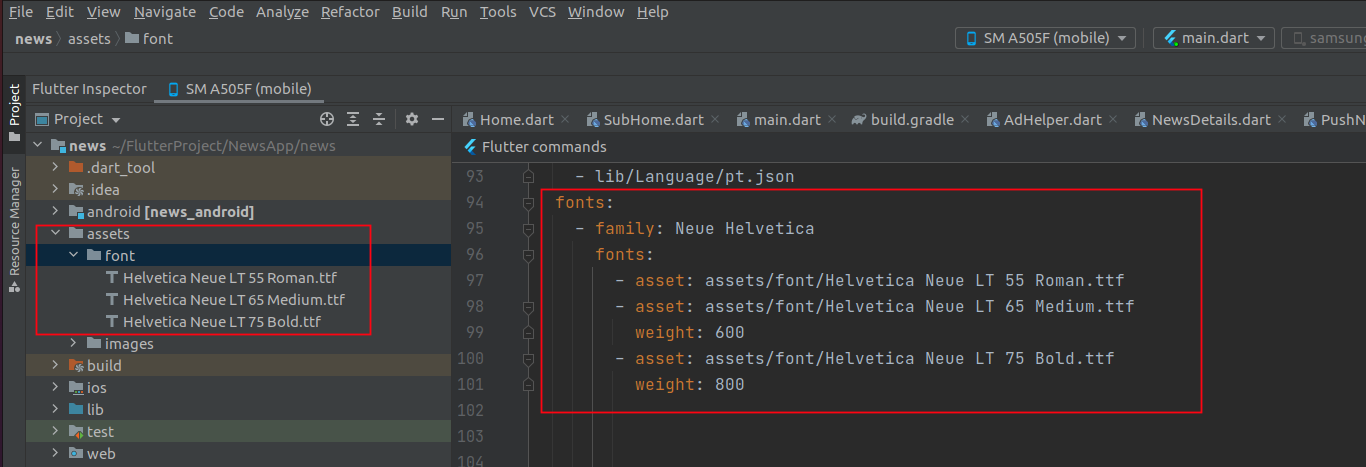 File Edit View Navigate Code Analyze Refactor Build Run Tools VCS Window Help
news assets font
SM A505F (mobile) main.dart samsung
Flutter Inspector SM A505F (mobile)
Project
Resource Manager
Project
Home.dart SubHome.dart main.dart build.gradle AdHelper.dart NewsDetails.dart PushN
Flutter commands
news ~/FlutterProject/NewsApp/news
.dart_tool
.idea
android [news_android]
assets
font
Helvetica Neue LT 55 Roman.ttf
Helvetica Neue LT 65 Medium.ttf
Helvetica Neue LT 75 Bold.ttf
images
build
ios
lib
test
web
93 - lib/Language/pt.json
94 fonts:
95 - family: Neue Helvetica
96 fonts:
97 - asset: assets/font/Helvetica Neue LT 55 Roman.ttf
98 - asset: assets/font/Helvetica Neue LT 65 Medium.ttf
99 weight: 600
100 - asset: assets/font/Helvetica Neue LT 75 Bold.ttf
101 weight: 800
102
103
104